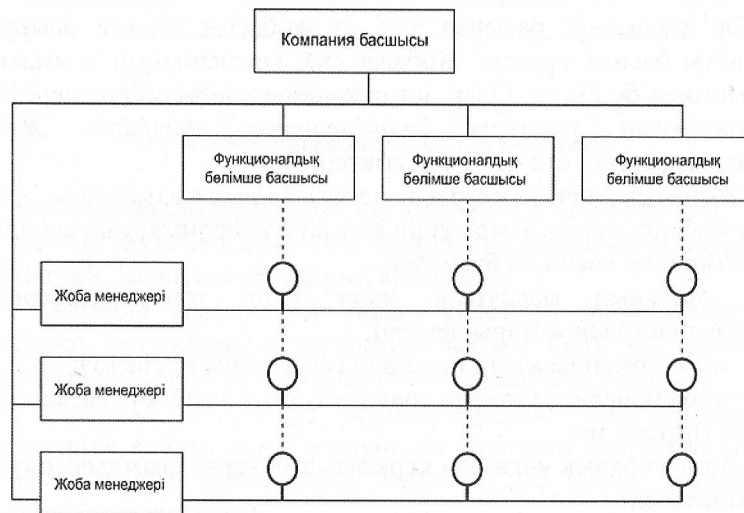 Компания басшысы
Функционалдық
бөлімше басшысы
Функционалдық
бөлімше басшысы
Функционалдық
бөлімше басшысы
Жоба менеджері
Жоба менеджері
Жоба менеджері